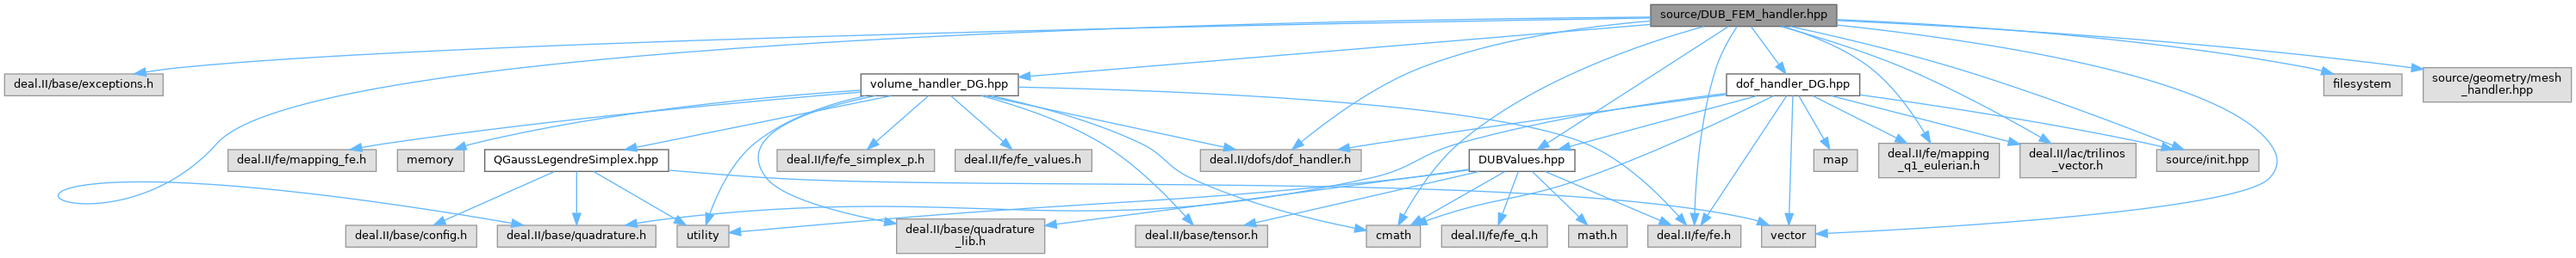 source/DUB_FEM_handler.hpp
deal.II/base/exceptions.h
volume_handler_DG.hpp
dof_handler_DG.hpp
filesystem
source/geometry/mesh
_handler.hpp
deal.II/fe/mapping_fe.h
memory
QGaussLegendreSimplex.hpp
deal.II/fe/fe_simplex_p.h
deal.II/fe/fe_values.h
deal.II/dofs/dof_handler.h
DUBValues.hpp
map
deal.II/fe/mapping
_q1_eulerian.h
deal.II/lac/trilinos
_vector.h
source/init.hpp
deal.II/base/config.h
deal.II/base/quadrature.h
utility
deal.II/base/quadrature
_lib.h
deal.II/base/tensor.h
cmath
deal.II/fe/fe_q.h
math.h
deal.II/fe/fe.h
vector